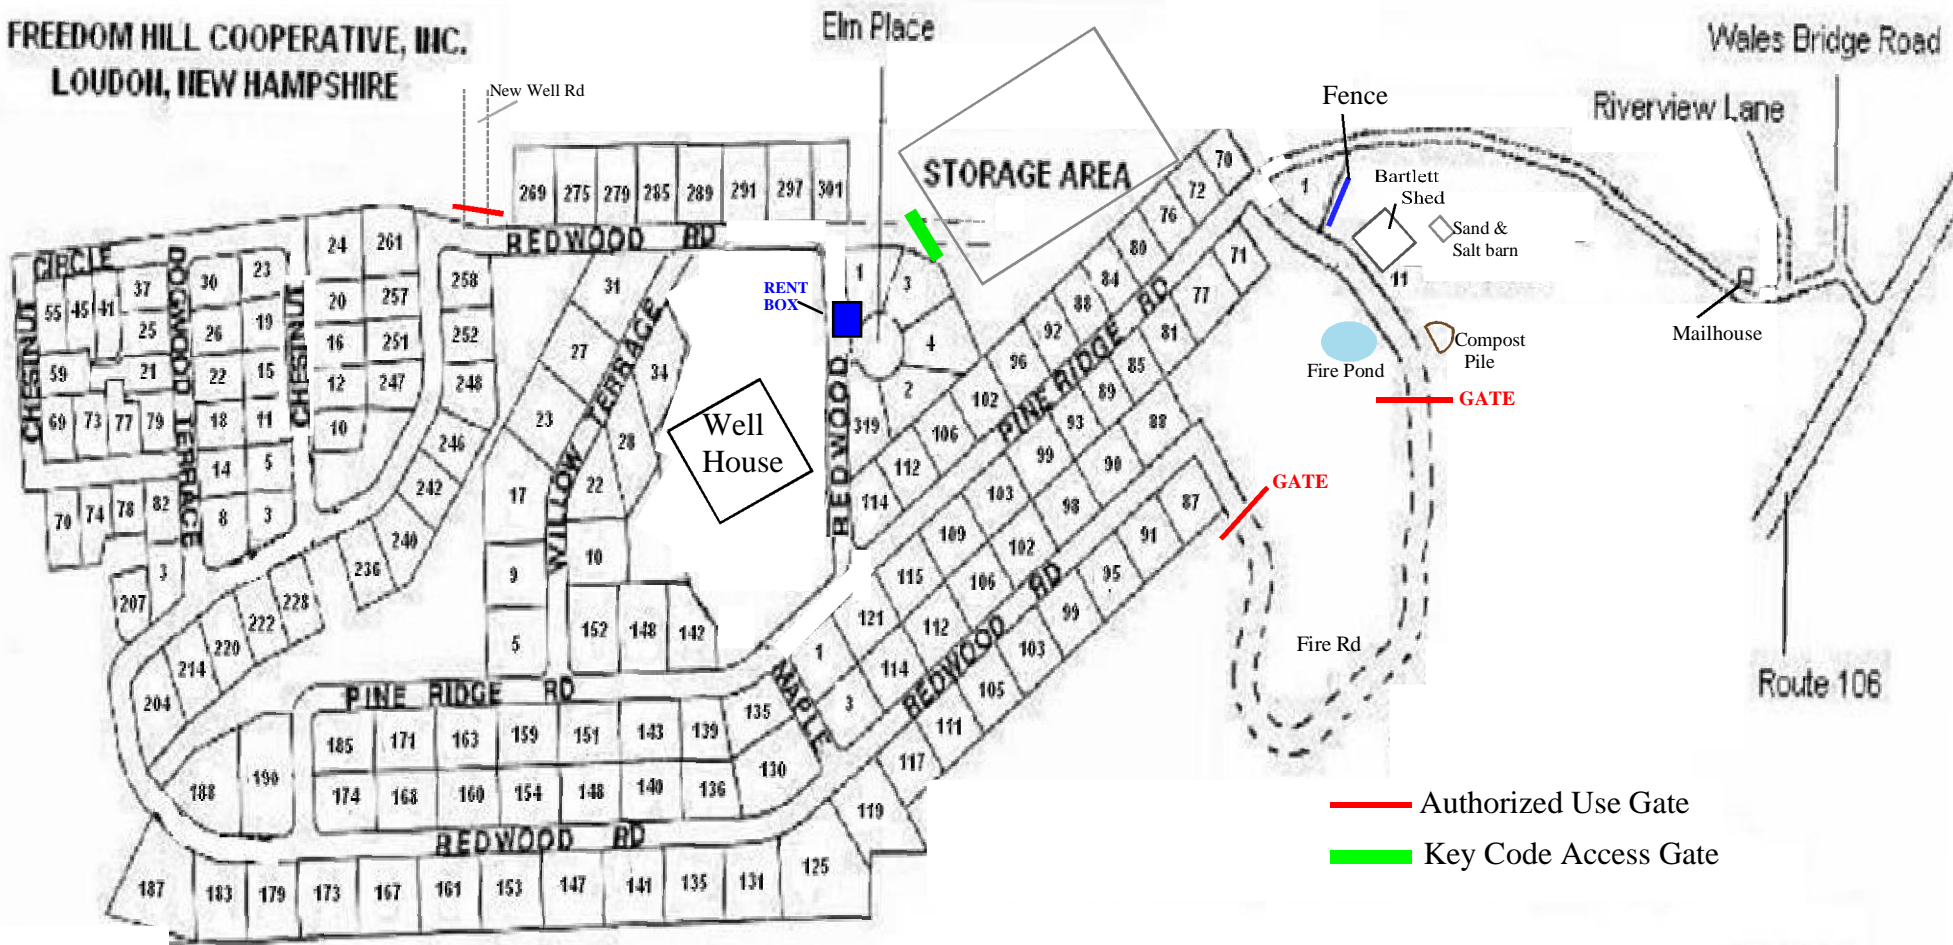 FREEDOM HILL COOPERATIVE, INC.
LOUDON, NEW HAMPSHIRE
Elm Place
Wales Bridge Road
Riverview Lane
New Well Rd
Fence
STORAGE AREA
Bartlett
Shed
Sand &
Salt barn
11
Mailhouse
Compost
Pile
Fire Pond
GATE
GATE
Fire Rd
Route 106
RENT
BOX
Well
House
269 275 279 285 289 291 297 301
REDWOOD RD
CIRCLE
CHESNUT
DOGWOOD TERRACE
CHESTNUT
WILLOW TERRACE
REDWOOD
PINE RIDGE RD
REDWOOD RD
MAPLE
PINE RIDGE RD
REDWOOD RD
24 261
20 257
16 251
12 247
10
258
252
248
246
242
240
236
55 45 41 37 30 23
25 26 19
59 21 22 15
69 73 77 79 18 11
14 5
70 74 78 82 8 3
3
207
228
222
220
214
204
31
27
34
23
28
17 22
9 10
5 152 148 142
1 3
4
2
319
70
72
76
80
84
88
92
96
102
106
112
114
1
71
77
81
85
89
93
99
103
109
115
121
1
3
88
90
98
102
106
112
114
87
91
95
99
103
105
111
117
119
125
185 171 163 159 151 143 139 135
174 168 160 154 148 140 136 130
188 190
187 183 179 173 167 161 153 147 141 135 131
Authorized Use Gate
Key Code Access Gate